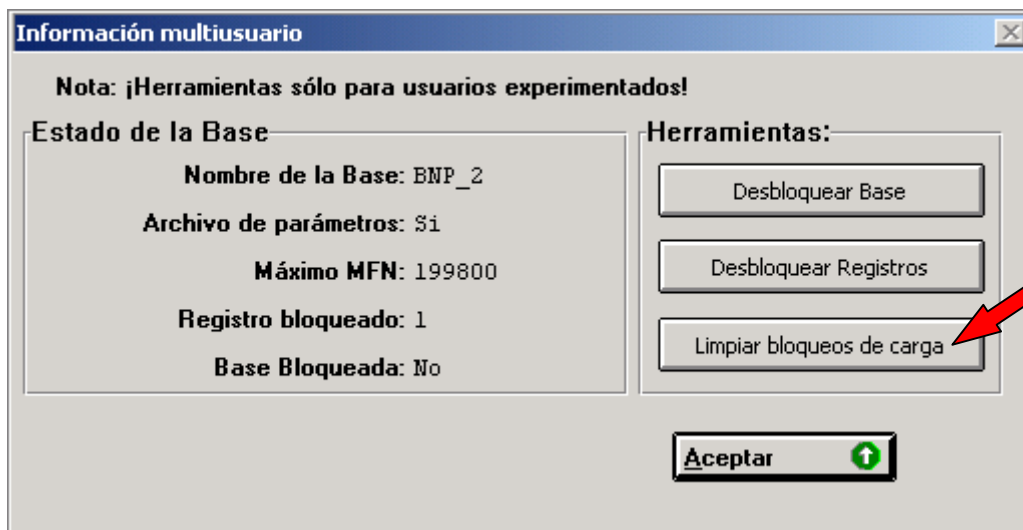 Información multiusuario
Nota: ¡Herramientas sólo para usuarios experimentados!
Estado de la Base
Nombre de la Base: BNP_2
Archivo de parámetros: Si
Máximo MFN: 199800
Registro bloqueado: 1
Base Bloqueada: No
Herramientas:
Desbloquear Base
Desbloquear Registros
Limpiar bloqueos de carga
Aceptar